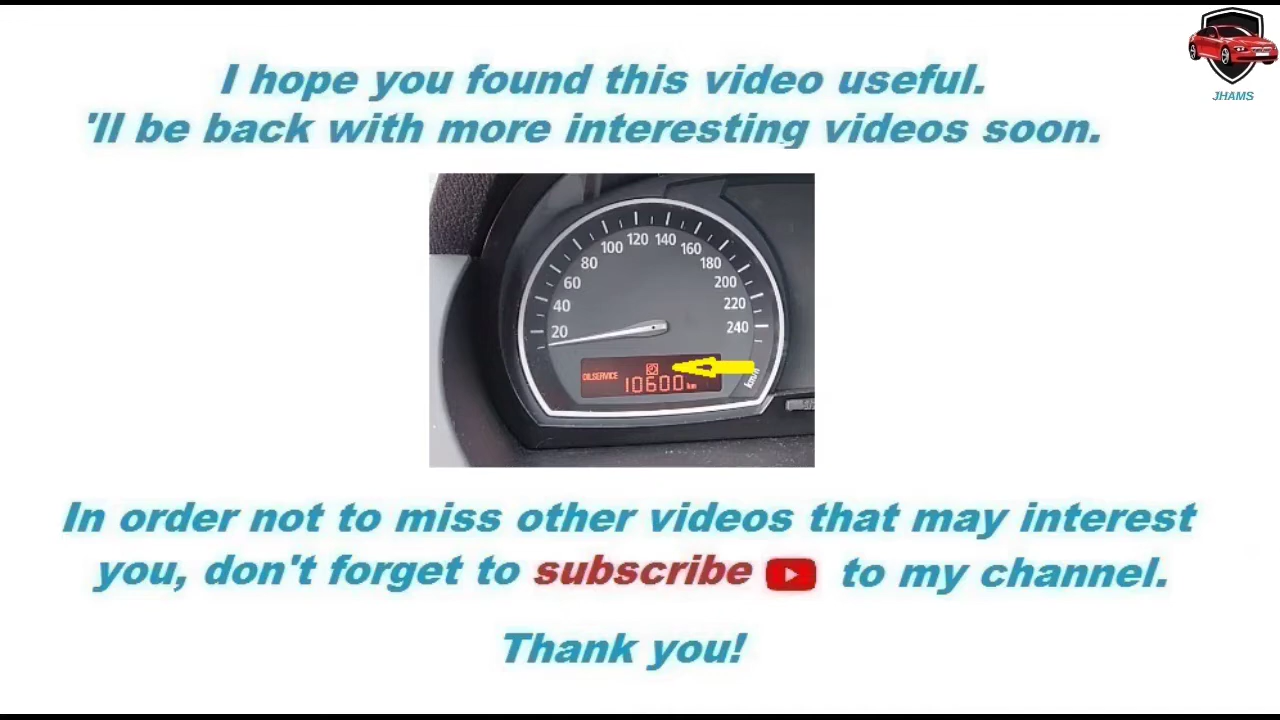 JHAMS
I hope you found this video useful.
'll be back with more interesting videos soon.
20
40
60
80
100
120
140
160
180
200
220
240
km/h
OILSERVICE
10600 km
In order not to miss other videos that may interest
you, don't forget to subscribe to my channel.
Thank you!